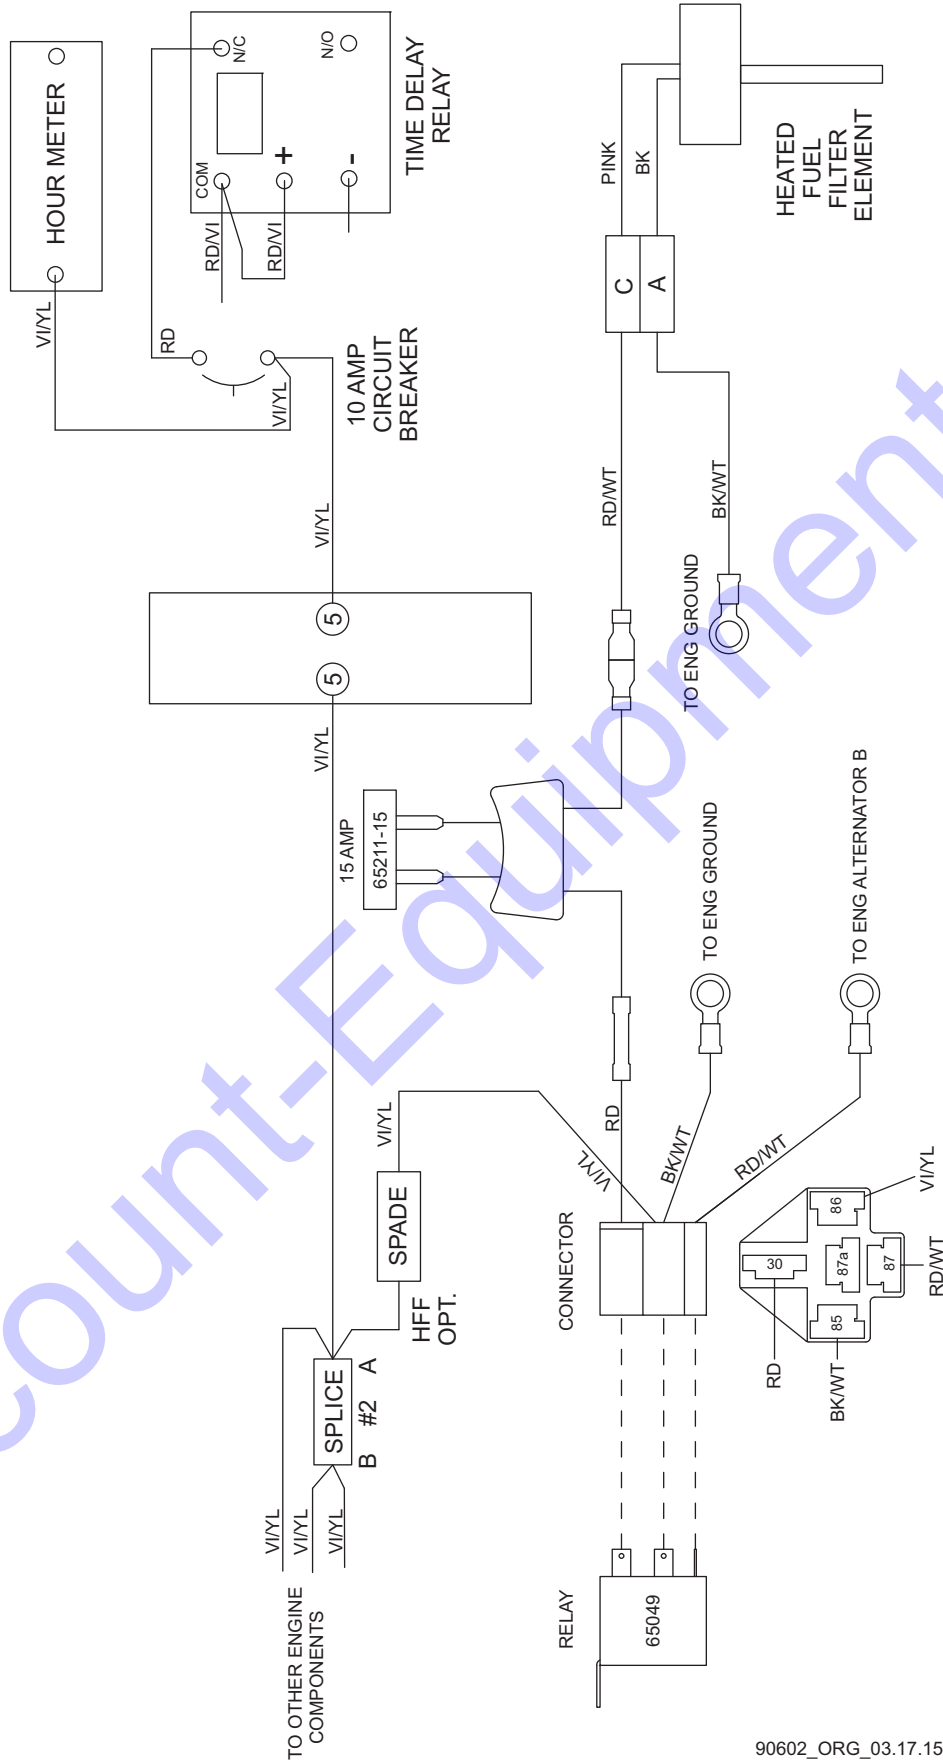 HOUR METER
VI/YL
N/C
N/O
COM
+
-
TIME DELAY
RELAY
RD
RD/VI
RD/VI
VI/YL
10 AMP
CIRCUIT
BREAKER
VI/YL
5
5
VI/YL
PINK
BK
HEATED
FUEL
FILTER
ELEMENT
C
A
RD/WT
BK/WT
TO ENG GROUND
15 AMP
65211-15
TO ENG GROUND
TO ENG ALTERNATOR B
VI/YL
SPADE
HFF
OPT.
SPLICE
B #2 A
VI/YL
VI/YL
VI/YL
TO OTHER ENGINE
COMPONENTS
RD
VI/YL
BK/WT
RD/WT
CONNECTOR
RELAY
65049
30
86
87a
87
85
RD
BK/WT
VI/YL
RD/WT
90602_ORG_03.17.15
count-Equipment